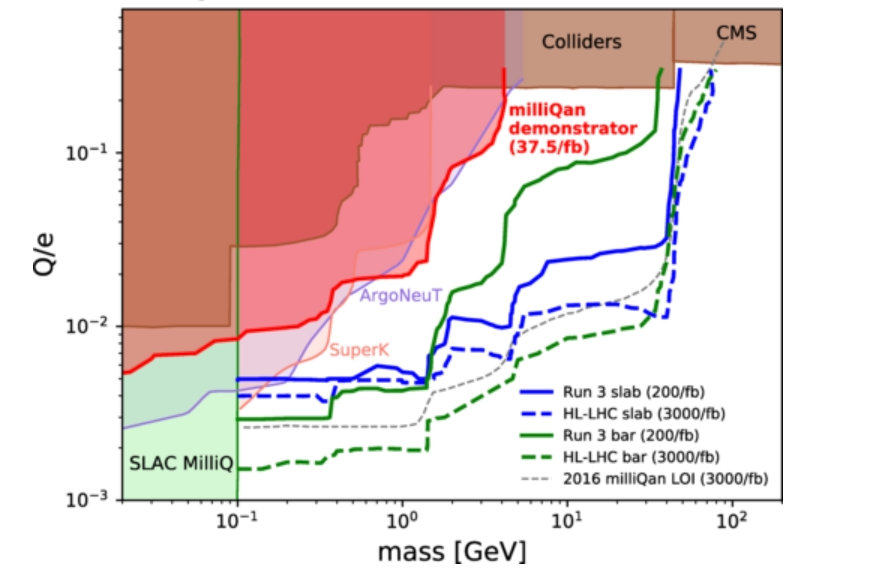 Colliders
CMS
milliQan
demonstrator
(37.5/fb)
ArgoNeuT
SuperK
SLAC MilliQ
Run 3 slab (200/fb)
HL-LHC slab (3000/fb)
Run 3 bar (200/fb)
HL-LHC bar (3000/fb)
2016 milliQan LOI (3000/fb)
Q/e
10⁻¹
10⁻²
10⁻³
10⁻¹ 10⁰ 10¹ 10²
mass [GeV]